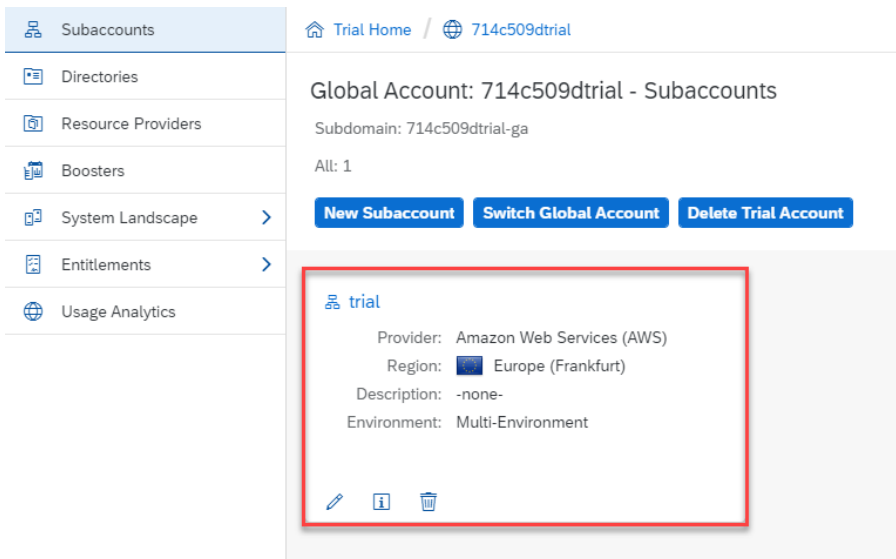 Subaccounts
Directories
Resource Providers
Boosters
System Landscape
Entitlements
Usage Analytics
Trial Home / 714c509dtrial
Global Account: 714c509dtrial - Subaccounts
Subdomain: 714c509dtrial-ga
All: 1
New Subaccount Switch Global Account Delete Trial Account
trial
Provider: Amazon Web Services (AWS)
Region: Europe (Frankfurt)
Description: -none-
Environment: Multi-Environment